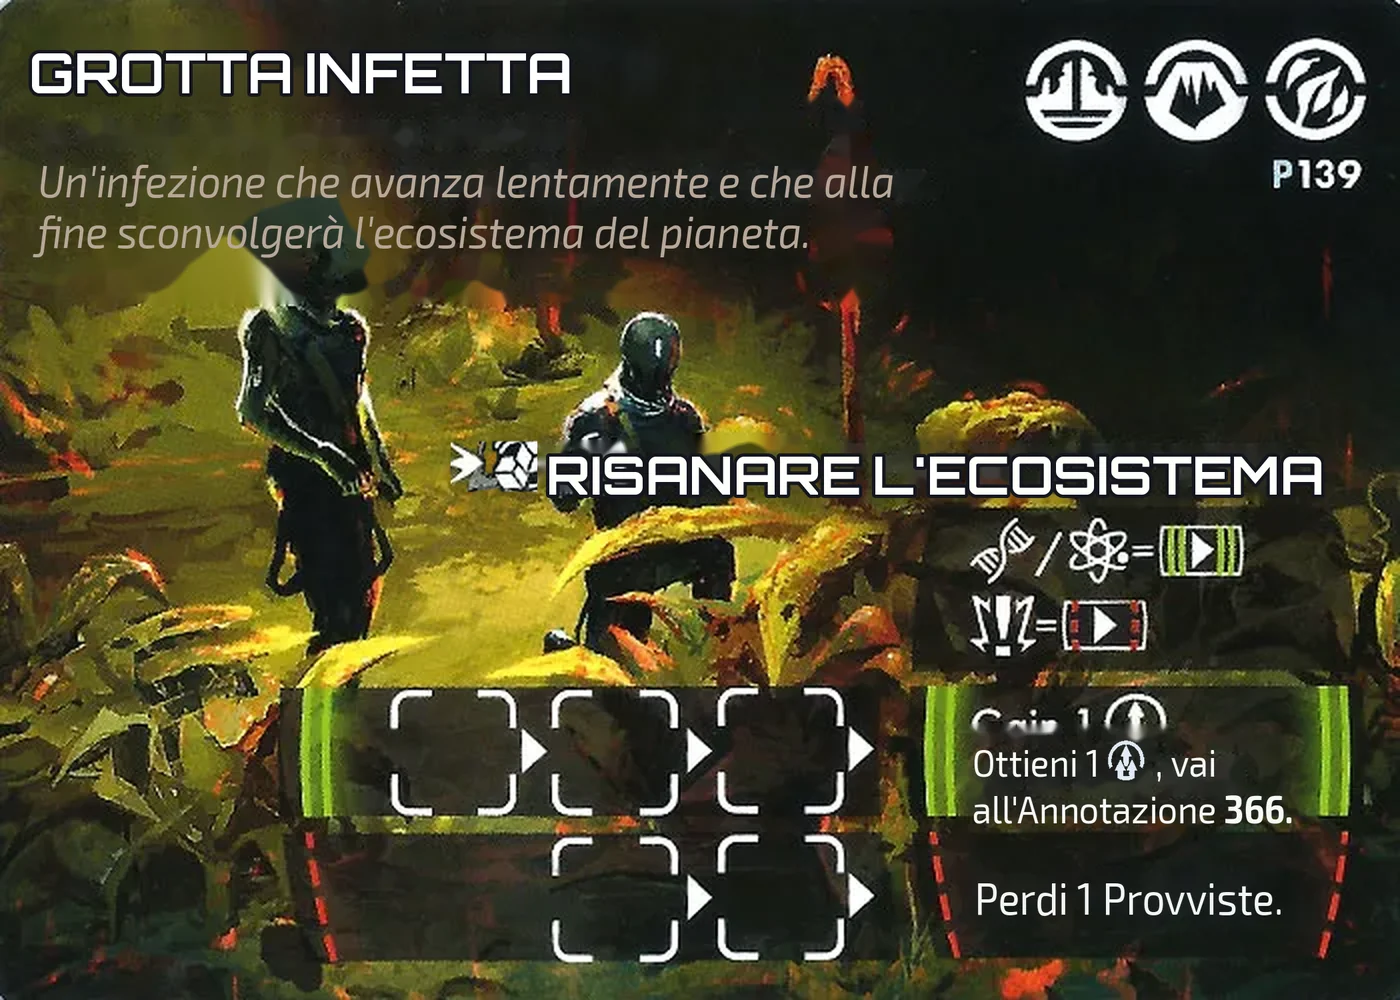 GROTTA INFETTA
P139
Un'infezione che avanza lentamente e che alla
fine sconvolgerà l'ecosistema del pianeta.
RISANARE L'ECOSISTEMA
/ =
! =
1
Ottieni 1 , vai
all'Annotazione 366.
Perdi 1 Provviste.